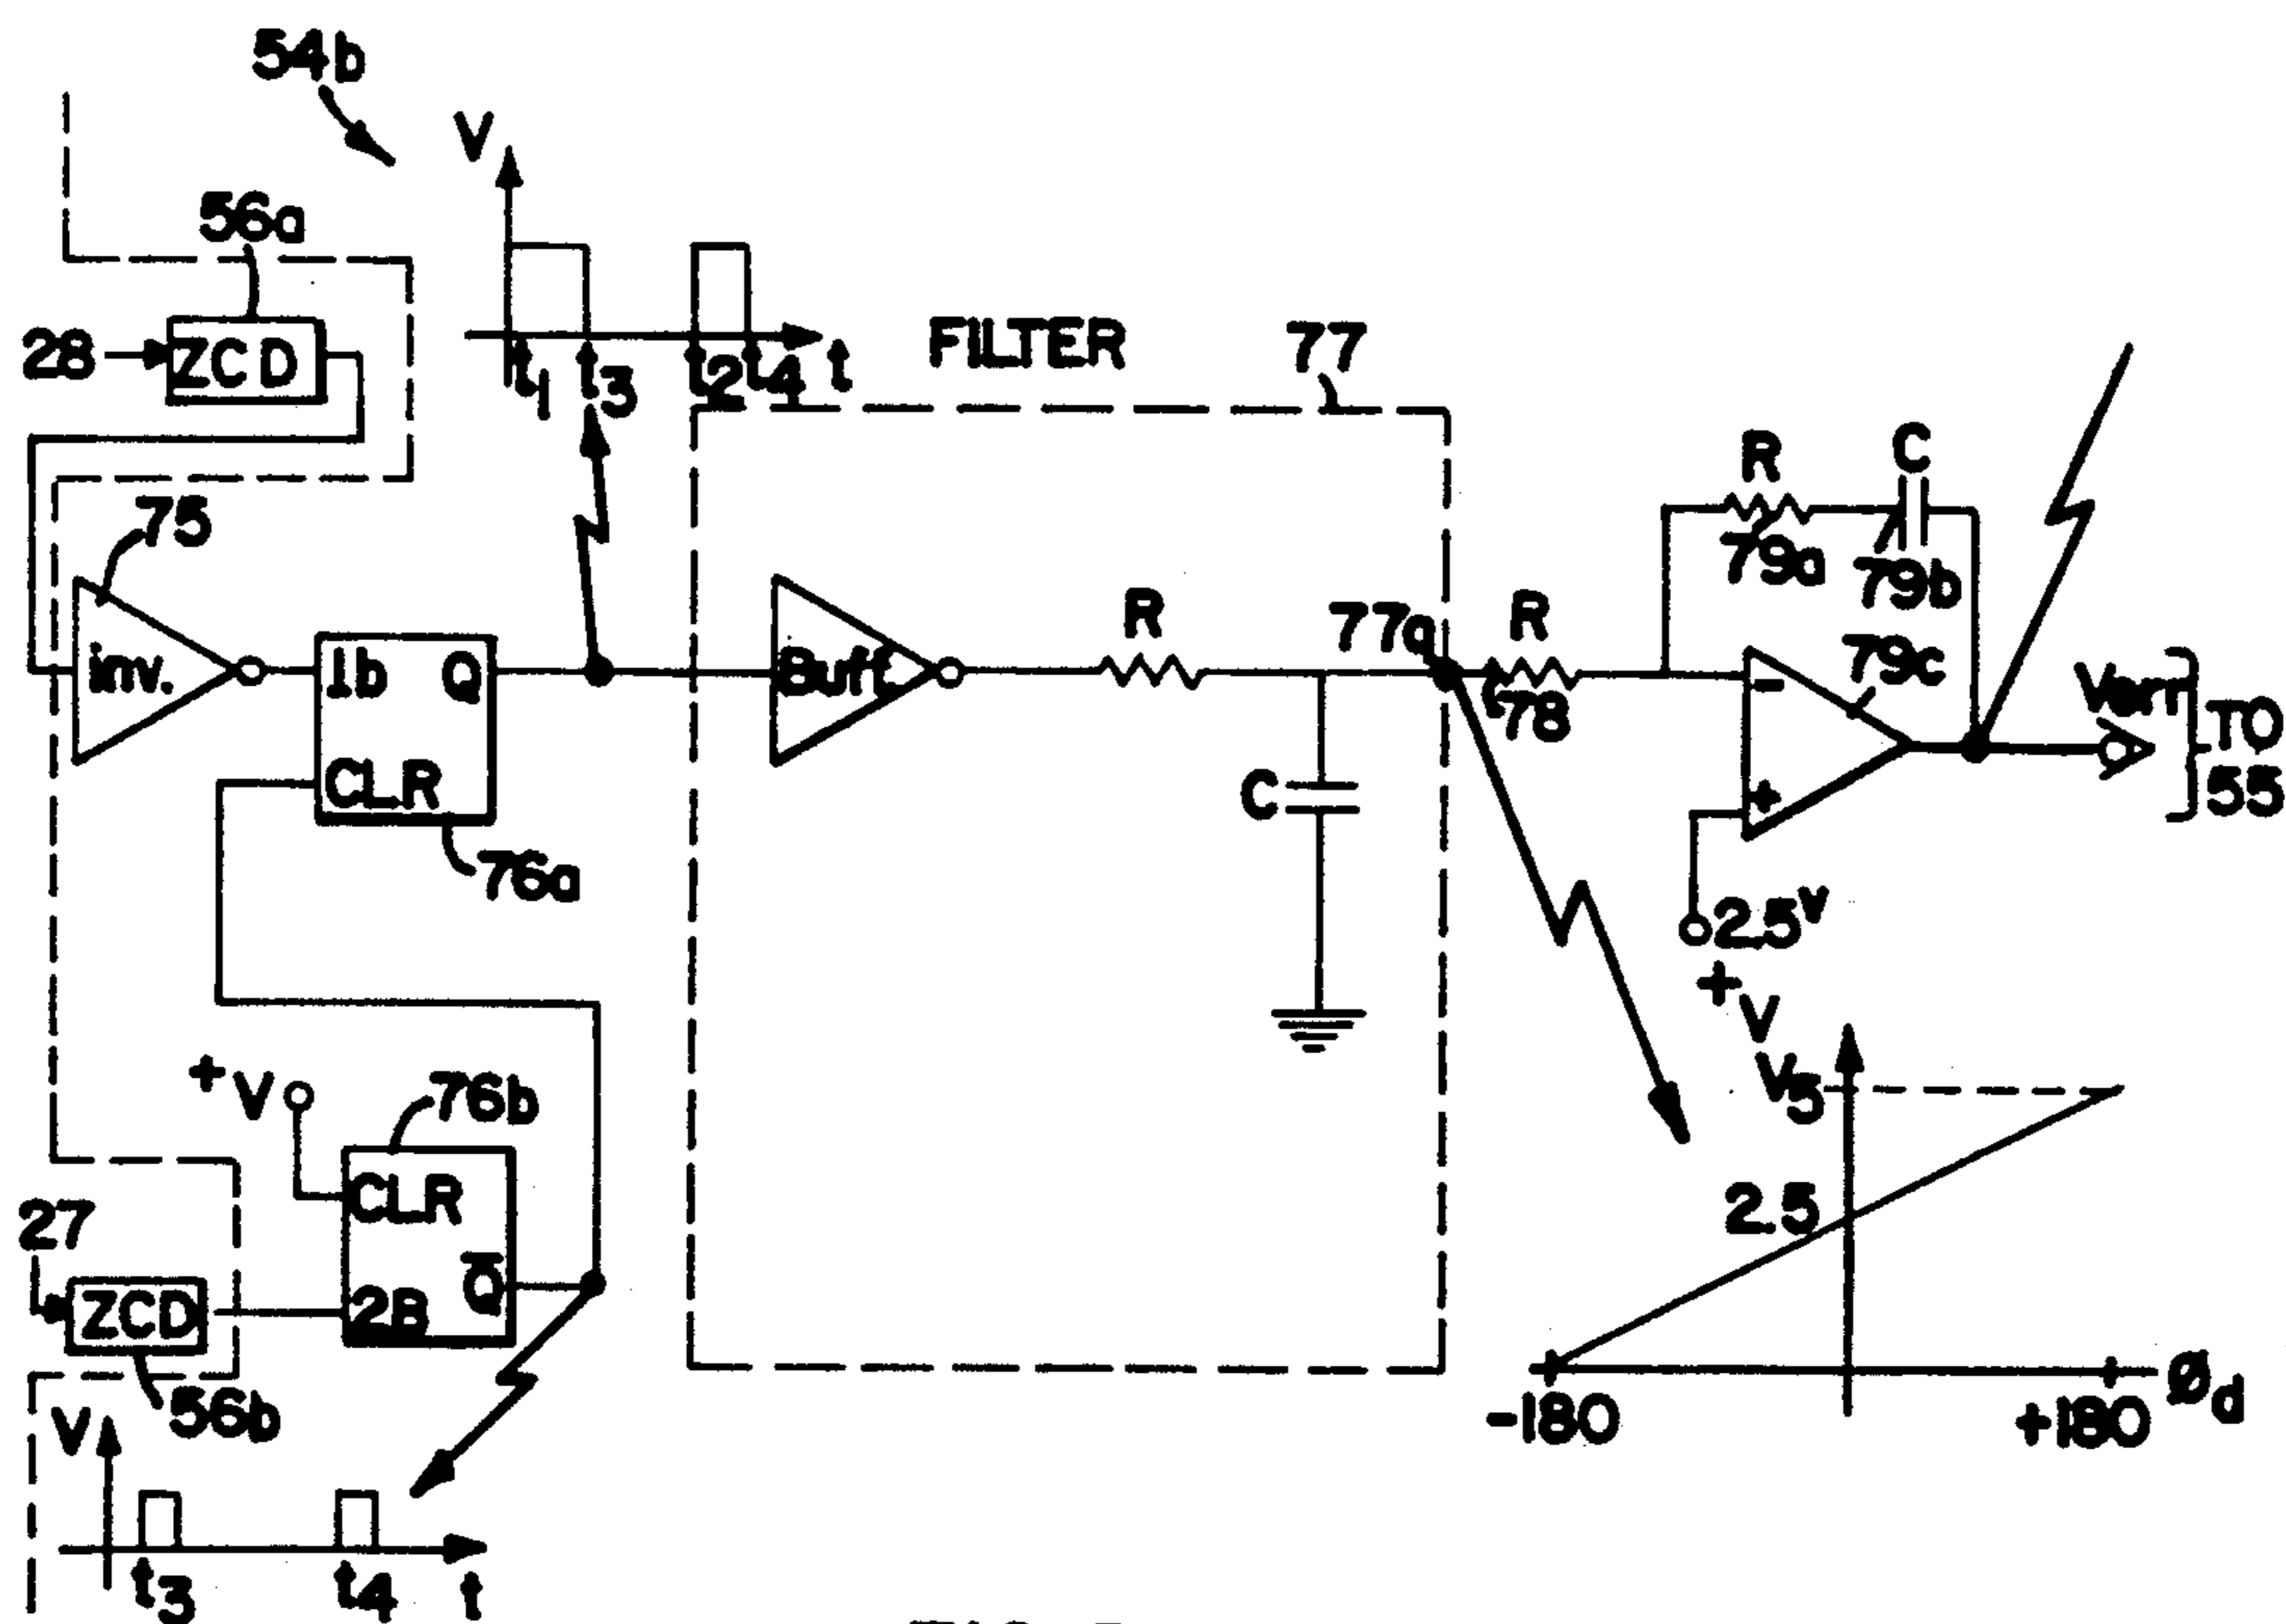 54b
V
56a
28
ZCD
t1
t3
t2
t4
t
FILTER
77
75
inv.
1b
Q
CLR
76a
Buff.
R
C
77a
R
78
R
79a
C
79b
79c
-
+
Verr
TO
55
2.5V
+V
CLR
76b
2B
Q̅
27
ZCD
56b
V
t3
t4
t
+V
V5
2.5
-180
+180
Ød